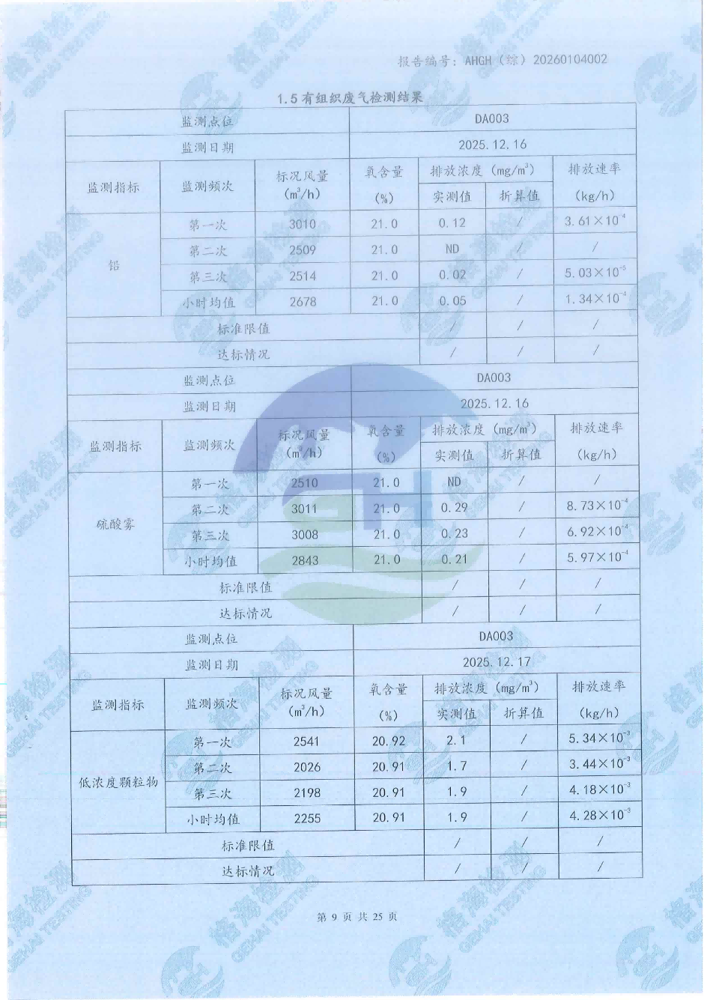 报告编号: AHGH（综）20260104002
1.5有组织废气检测结果
监测点位 DA003
监测日期 2025.12.16
监测指标 监测频次 标况风量(m³/h) 氧含量(%) 排放浓度（mg/m³） 排放速率(kg/h)
实测值 折算值
铅
第一次 3010 21.0 0.12 / 3.61×10⁻⁴
第二次 2509 21.0 ND / /
第三次 2514 21.0 0.02 / 5.03×10⁻⁵
小时均值 2678 21.0 0.05 / 1.34×10⁻⁴
标准限值 / / /
达标情况 / / /
监测点位 DA003
监测日期 2025.12.16
监测指标 监测频次 标况风量(m³/h) 氧含量(%) 排放浓度（mg/m³） 排放速率(kg/h)
实测值 折算值
硫酸雾
第一次 2510 21.0 ND / /
第二次 3011 21.0 0.29 / 8.73×10⁻⁴
第三次 3008 21.0 0.23 / 6.92×10⁻⁴
小时均值 2843 21.0 0.21 / 5.97×10⁻⁴
标准限值 / / /
达标情况 / / /
监测点位 DA003
监测日期 2025.12.17
监测指标 监测频次 标况风量(m³/h) 氧含量(%) 排放浓度（mg/m³） 排放速率(kg/h)
实测值 折算值
低浓度颗粒物
第一次 2541 20.92 2.1 / 5.34×10⁻³
第二次 2026 20.91 1.7 / 3.44×10⁻³
第三次 2198 20.91 1.9 / 4.18×10⁻³
小时均值 2255 20.91 1.9 / 4.28×10⁻³
标准限值 / / /
达标情况 / / /
第 9 页 共 25 页